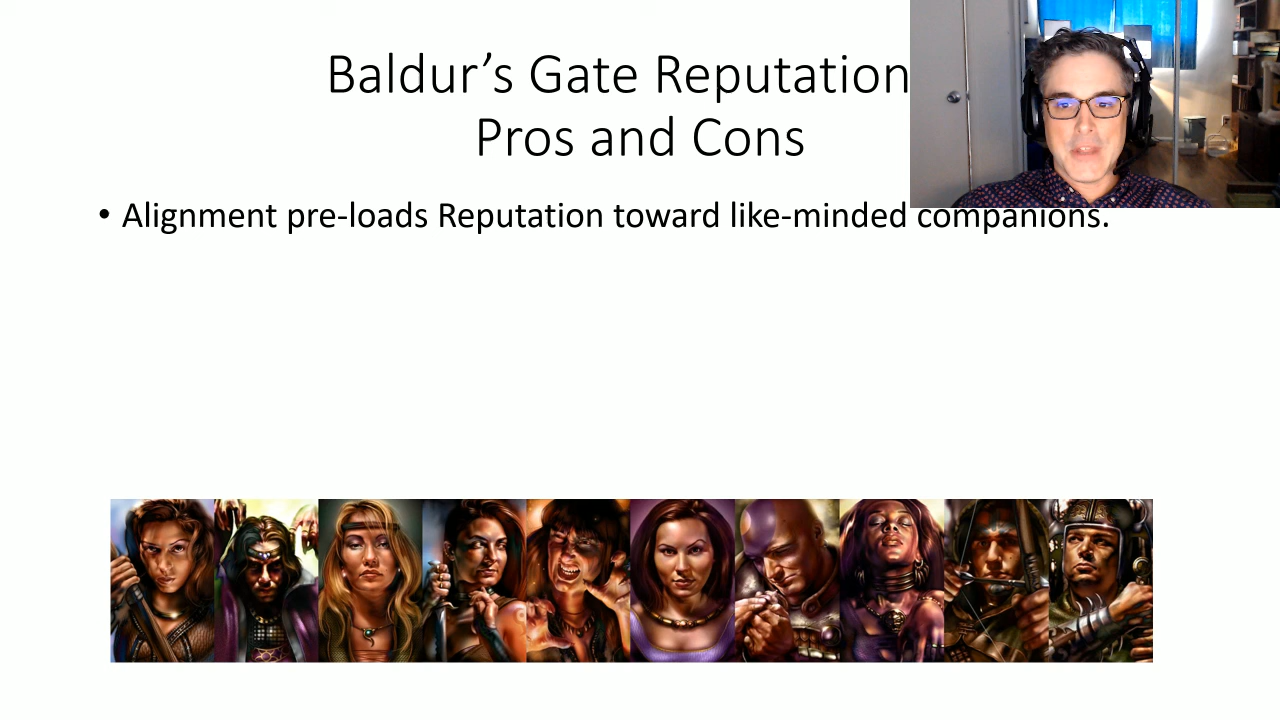 Baldur’s Gate Reputation
Pros and Cons
• Alignment pre-loads Reputation toward like-minded companions.